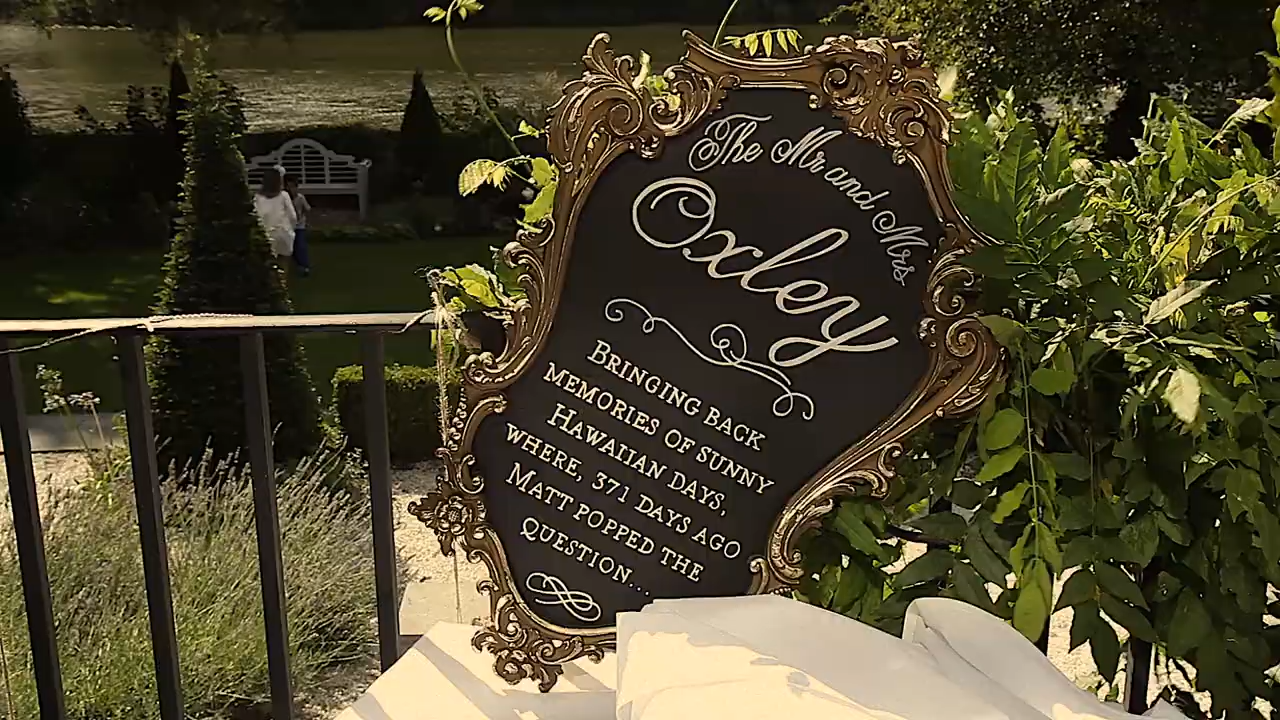 The Mr and Mrs
Oxley
BRINGING BACK
MEMORIES OF SUNNY
HAWAIIAN DAYS,
WHERE, 371 DAYS AGO
MATT POPPED THE
QUESTION...